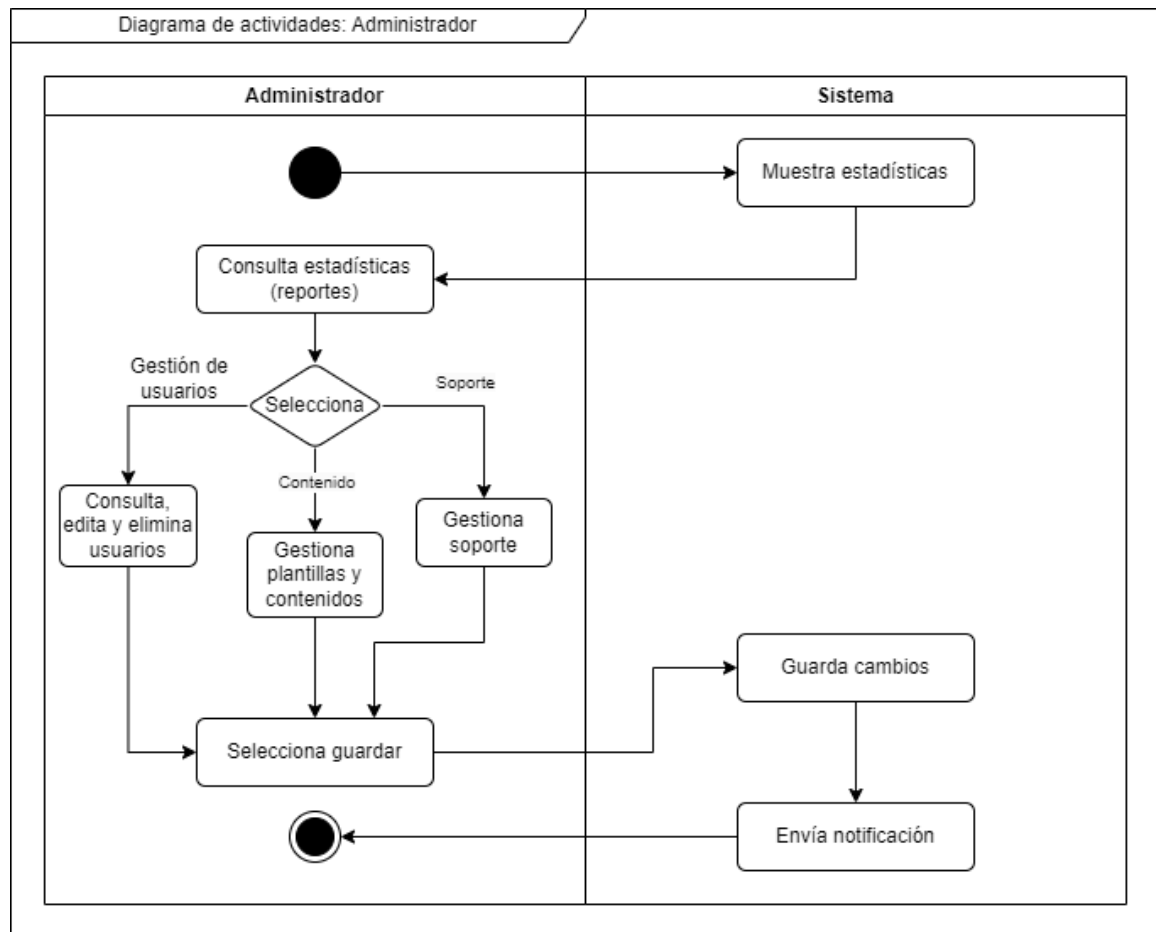 Diagrama de actividades: Administrador
Administrador
Sistema
Muestra estadísticas
Consulta estadísticas
(reportes)
Gestión de
usuarios
Selecciona
Soporte
Contenido
Consulta,
edita y elimina
usuarios
Gestiona
plantillas y
contenidos
Gestiona
soporte
Guarda cambios
Selecciona guardar
Envía notificación